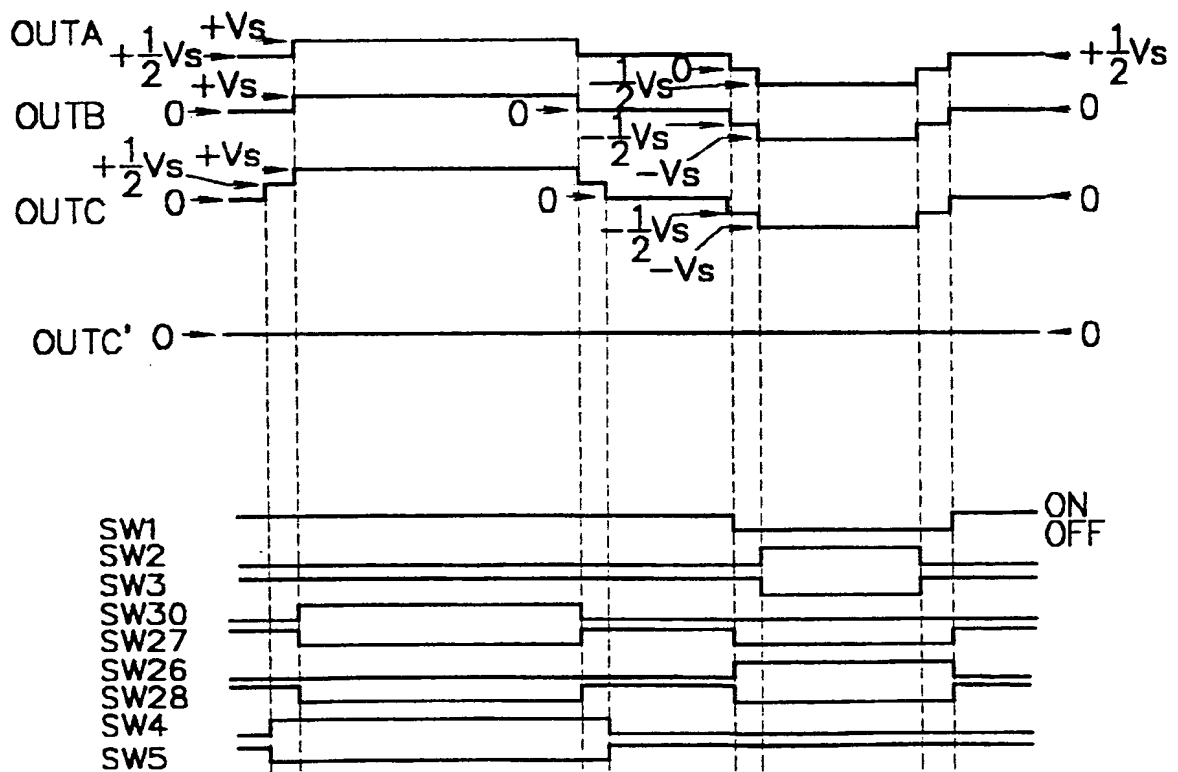 OUTA
+Vs
+1/2Vs
0
-1/2Vs
+1/2Vs
OUTB
+Vs
0
0
-1/2Vs
-Vs
0
OUTC
+1/2Vs
+Vs
0
0
-1/2Vs
-Vs
0
OUTC' 0
0
SW1
ON
OFF
SW2
SW3
SW30
SW27
SW26
SW28
SW4
SW5